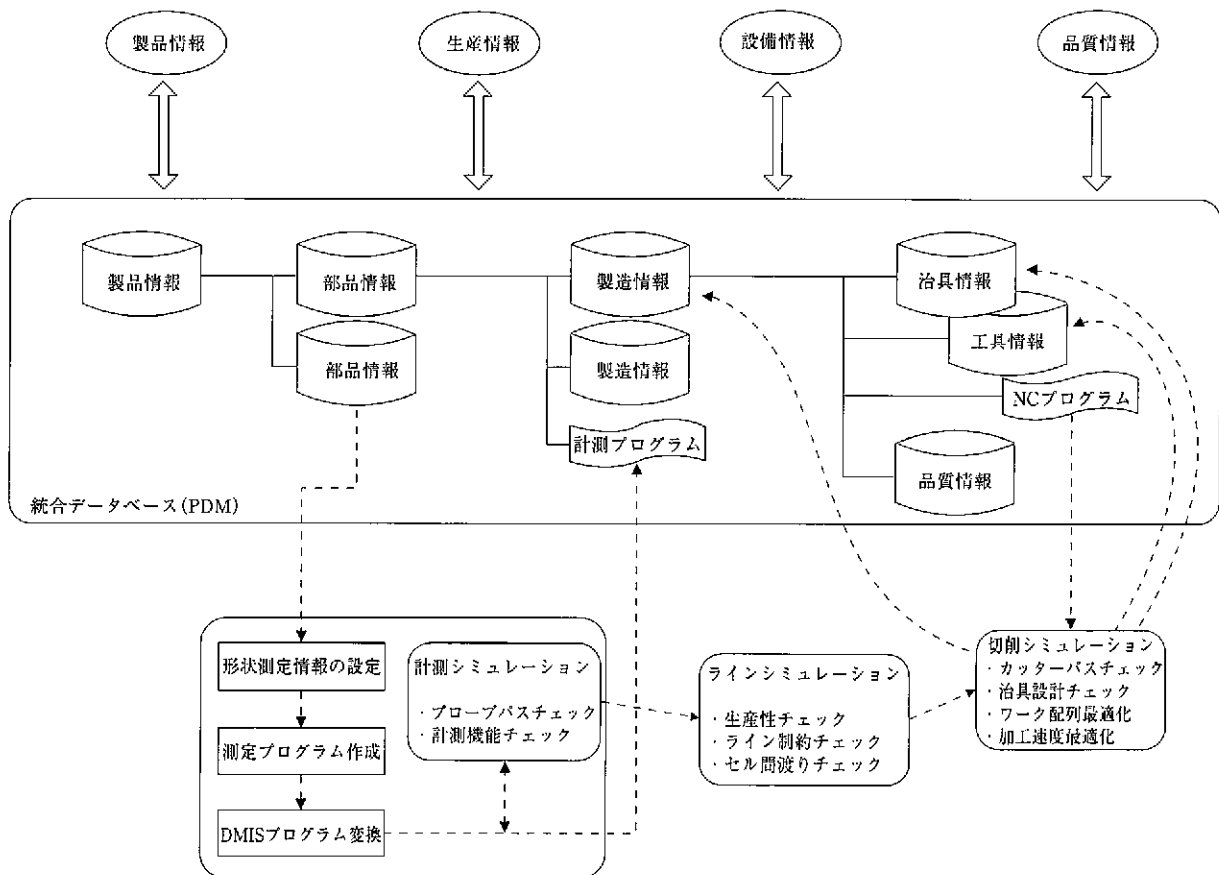 製品情報
生産情報
設備情報
品質情報
製品情報
部品情報
製造情報
治具情報
部品情報
製造情報
工具情報
NCプログラム
計測プログラム
品質情報
統合データベース(PDM)
形状測定情報の設定
測定プログラム作成
DMISプログラム変換
計測シミュレーション
・プローブパスチェック
・計測機能チェック
ラインシミュレーション
・生産性チェック
・ライン制約チェック
・セル間渡りチェック
切削シミュレーション
・カッターパスチェック
・治具設計チェック
・ワーク配列最適化
・加工速度最適化